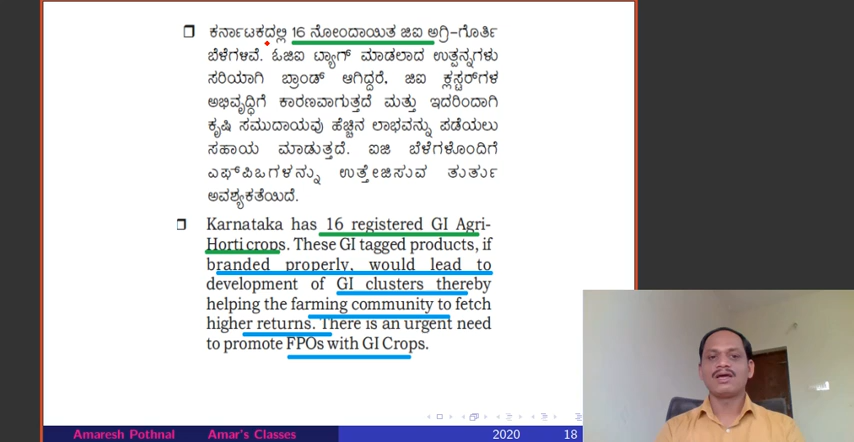 ಕರ್ನಾಟಕದಲ್ಲಿ 16 ನೋಂದಾಯಿತ ಜಿಐ ಅಗ್ರಿ-ಗೊರ್ತಿ
ಬೆಳೆಗಳಿವೆ. ಓಜಿಐ ಟ್ಯಾಗ್ ಮಾಡಲಾದ ಉತ್ಪನ್ನಗಳು
ಸರಿಯಾಗಿ ಬ್ರಾಂಡ್ ಆಗಿದ್ದರೆ. ಜಿಐ ಕ್ಲಸ್ಟರ್‌ಗಳ
ಅಭಿವೃದ್ಧಿಗೆ ಕಾರಣವಾಗುತ್ತದೆ ಮತ್ತು ಇದರಿಂದಾಗಿ
ಕೃಷಿ ಸಮುದಾಯವು ಹೆಚ್ಚಿನ ಲಾಭವನ್ನು ಪಡೆಯಲು
ಸಹಾಯ ಮಾಡುತ್ತದೆ. ಐಜಿ ಬೆಳೆಗಳೊಂದಿಗೆ
ಎಫ್‌ಪಿಒಗಳನ್ನು ಉತ್ತೇಜಿಸುವ ತುರ್ತು
ಅವಶ್ಯಕತೆಯಿದೆ.
Karnataka has 16 registered GI Agri-
Horti crops. These GI tagged products, if
branded properly, would lead to
development of GI clusters thereby
helping the farming community to fetch
higher returns. There is an urgent need
to promote FPOs with GI Crops.
Amaresh Pothnal Amar's Classes 2020 18